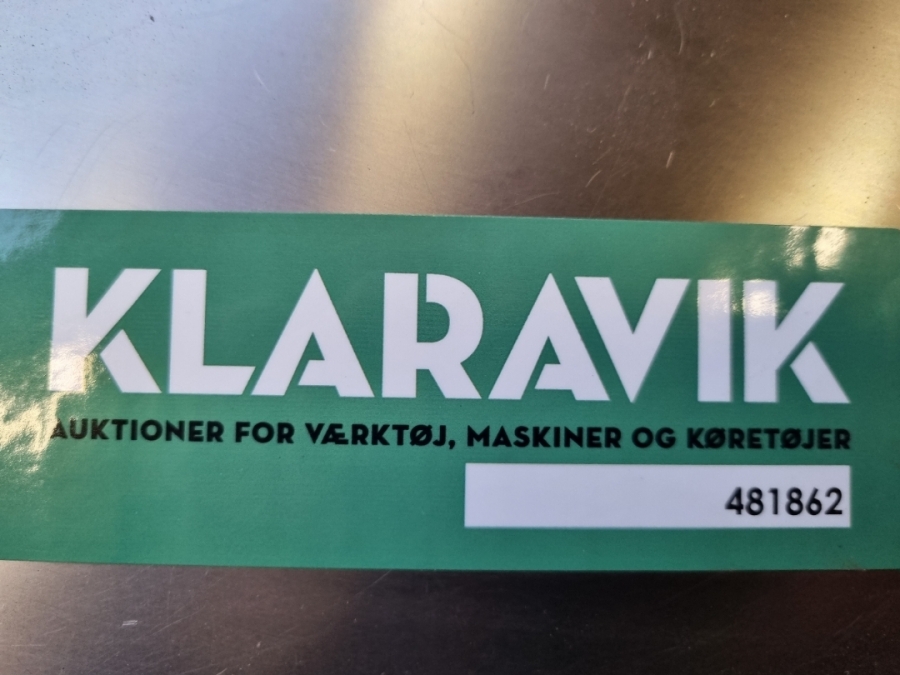 KLARAVIK
AUKTIONER FOR VÆRKTØJ, MASKINER OG KØRETØJER
481862